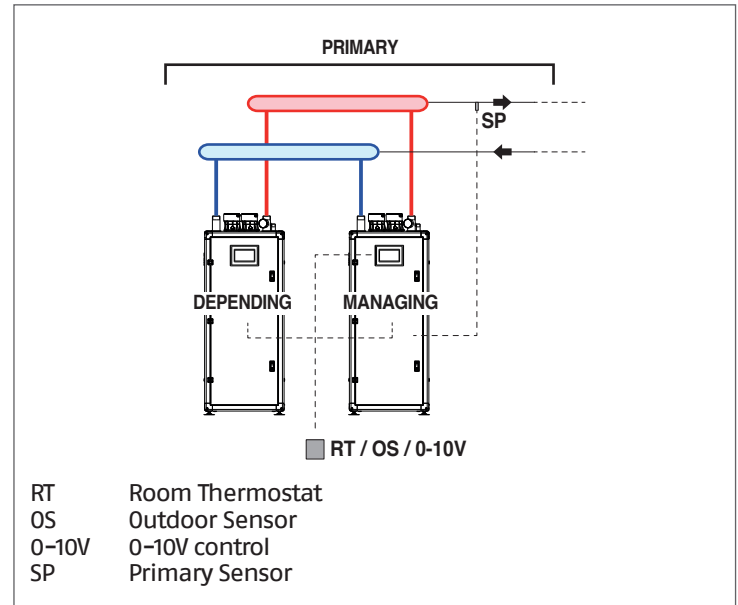 PRIMARY
SP
DEPENDING
MANAGING
RT / OS / 0-10V
RT Room Thermostat
OS Outdoor Sensor
0-10V 0-10V control
SP Primary Sensor